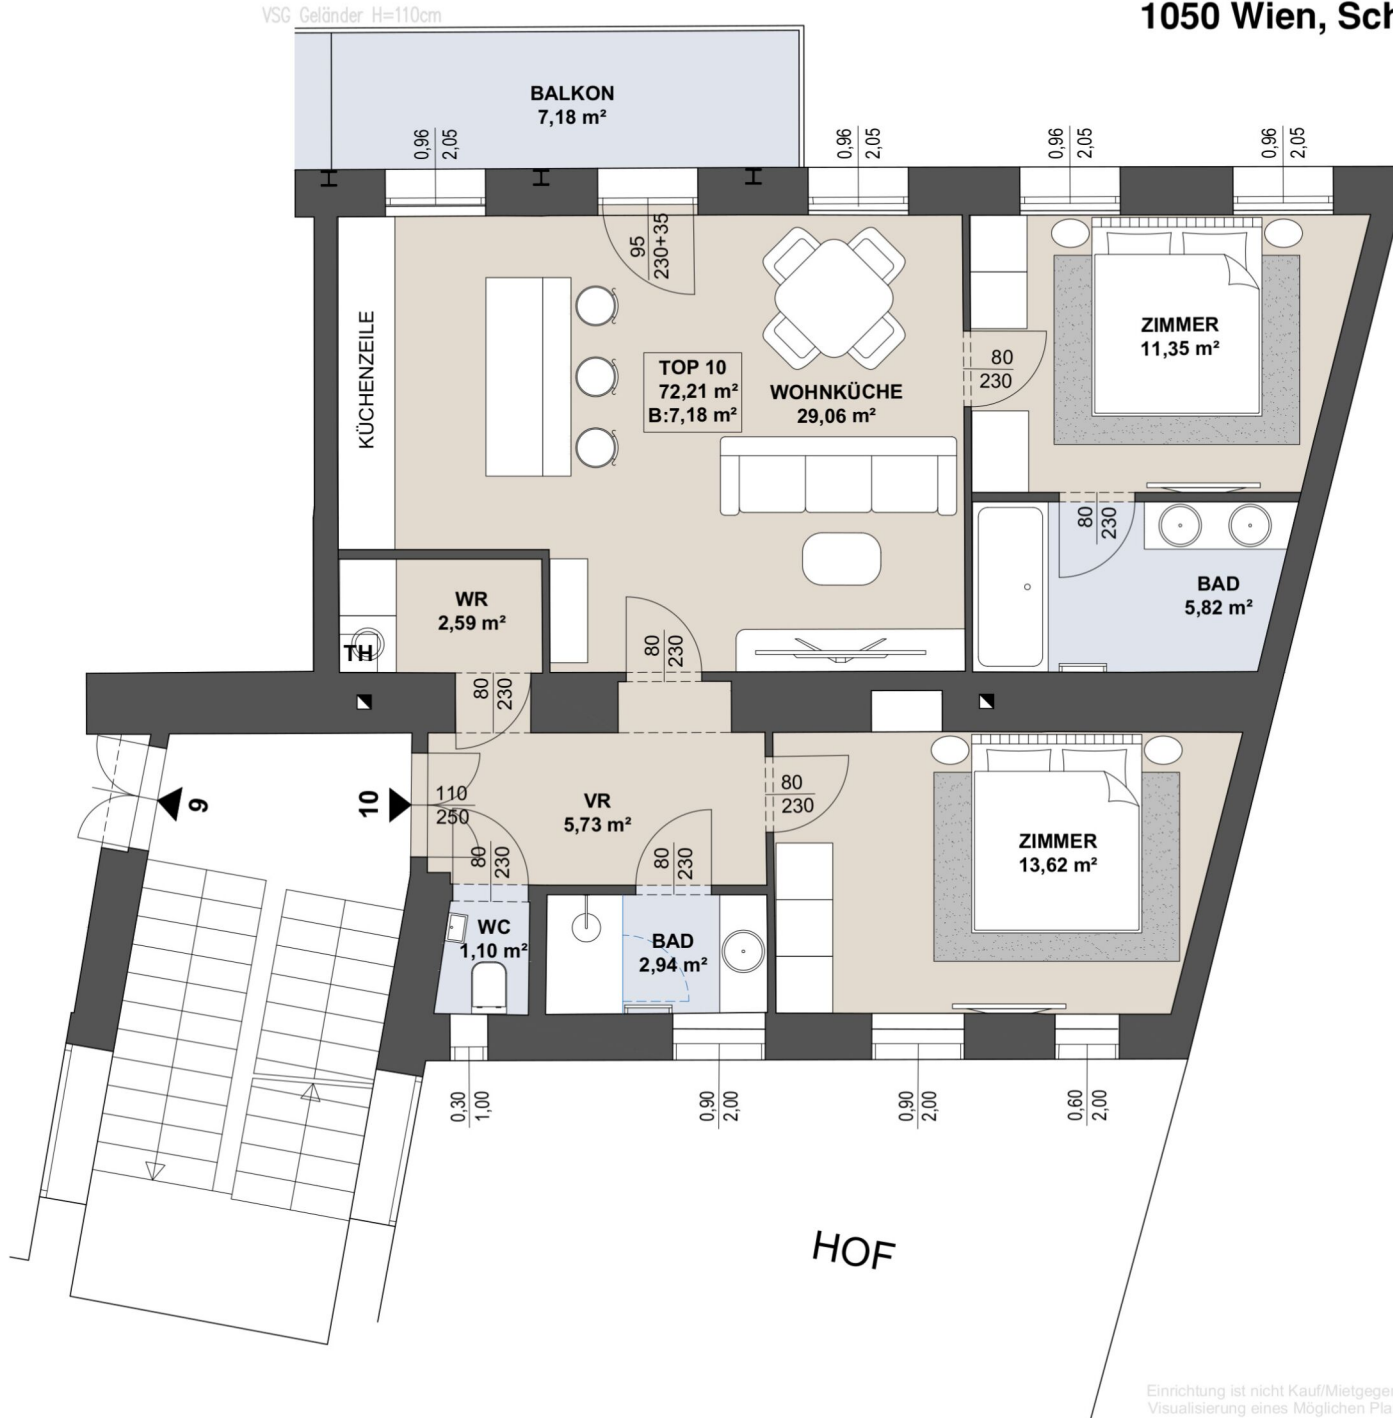 VSG Geländer H=110cm
1050 Wien, Sch
BALKON
7,18 m²
0,96
2,05
0,96
2,05
0,96
2,05
0,96
2,05
95
230+35
KÜCHENZEILE
TOP 10
72,21 m²
B:7,18 m²
WOHNKÜCHE
29,06 m²
80
230
ZIMMER
11,35 m²
80
230
BAD
5,82 m²
WR
2,59 m²
TH
80
230
80
230
9
10
110
250
VR
5,73 m²
80
230
ZIMMER
13,62 m²
80
230
80
230
WC
1,10 m²
BAD
2,94 m²
0,30
1,00
0,90
2,00
0,90
2,00
0,60
2,00
HOF
Einrichtung ist nicht Kauf/Mietgege
Visualisierung eines Möglichen Pla